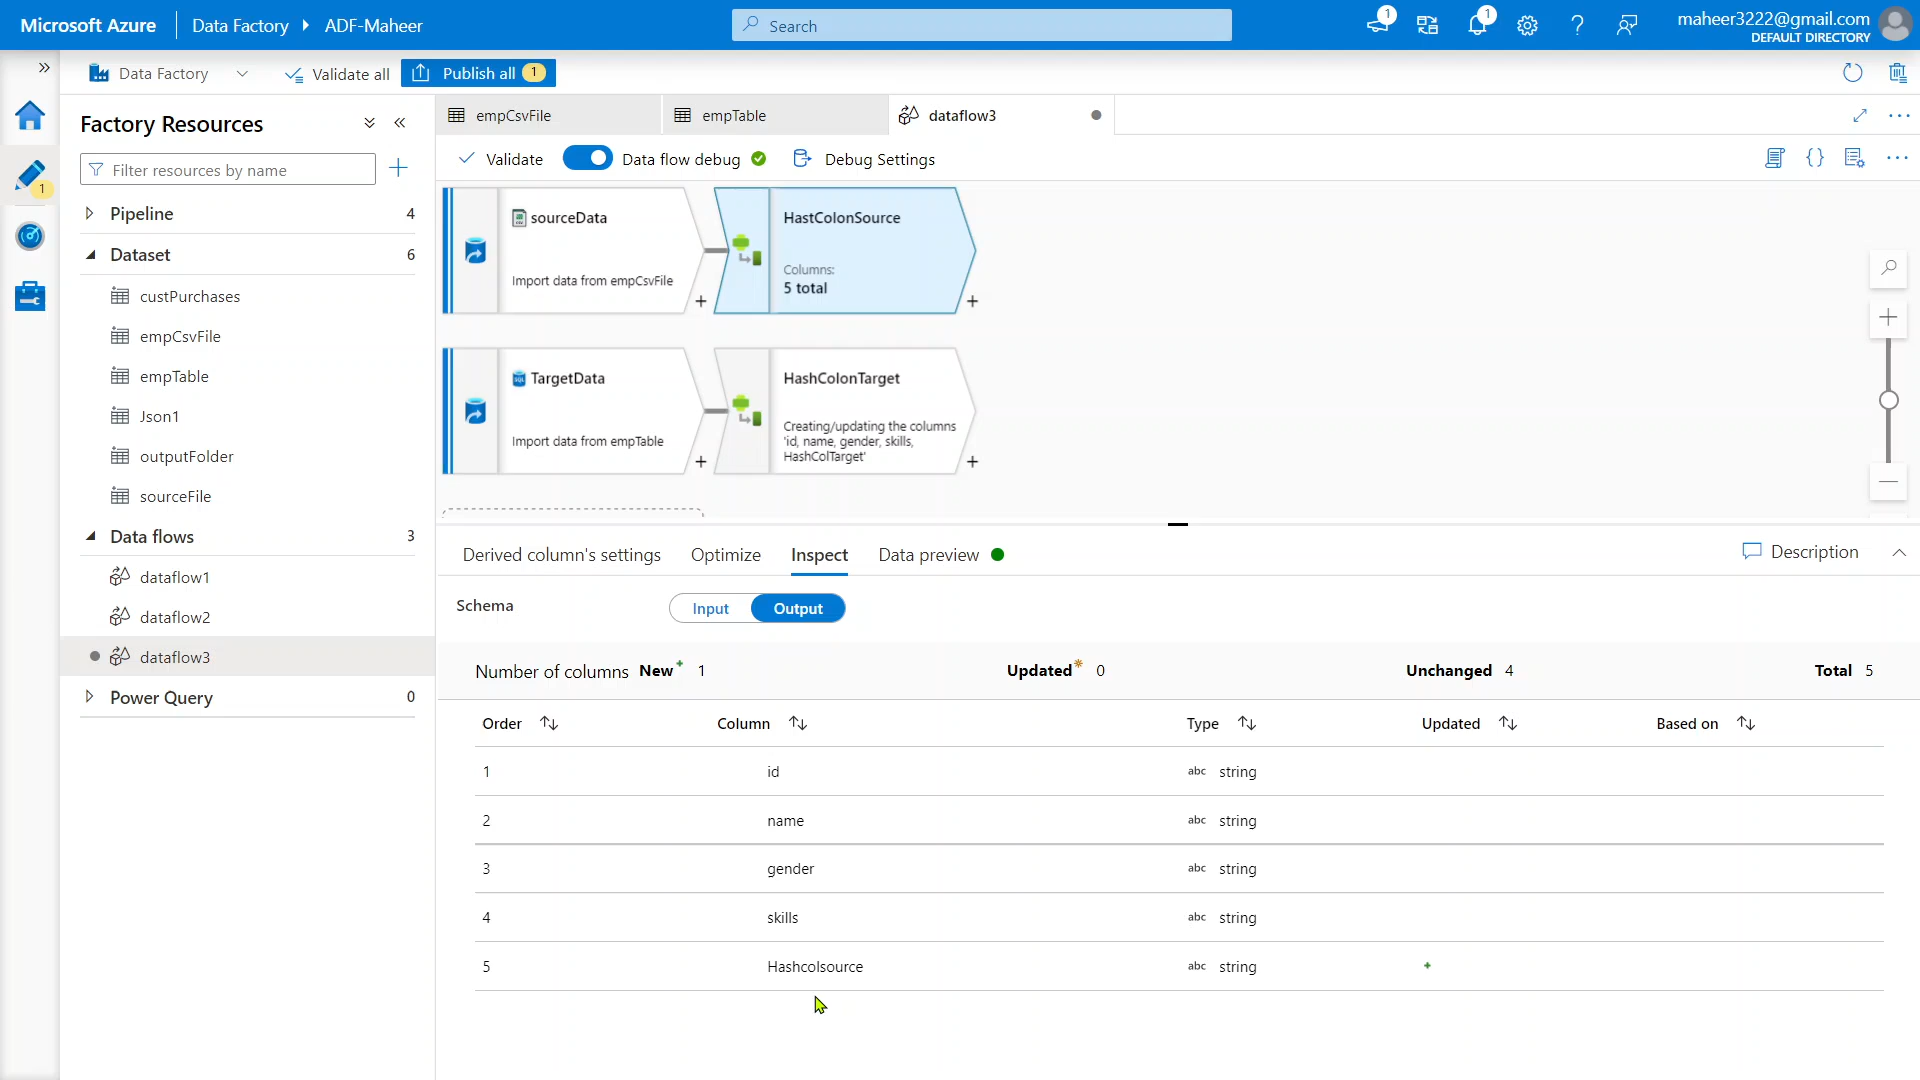 Microsoft Azure
Data Factory
ADF-Maheer
Search
1
1
maheer3222@gmail.com
DEFAULT DIRECTORY
Data Factory
Validate all
Publish all
1
Factory Resources
empCsvFile
empTable
dataflow3
Filter resources by name
Validate
Data flow debug
Debug Settings
1
Pipeline
4
Dataset
6
custPurchases
empCsvFile
empTable
Json1
outputFolder
sourceFile
Data flows
3
dataflow1
dataflow2
dataflow3
Power Query
0
sourceData
Import data from empCsvFile
HastColonSource
Columns:
5 total
SQL
TargetData
Import data from empTable
HashColonTarget
Creating/updating the columns
'id, name, gender, skills,
HashColTarget'
Derived column's settings
Optimize
Inspect
Data preview
Description
Schema
Input
Output
Number of columns New 1
Updated 0
Unchanged 4
Total 5
Order
Column
Type
Updated
Based on
1 id abc string
2 name abc string
3 gender abc string
4 skills abc string
5 Hashcolsource abc string